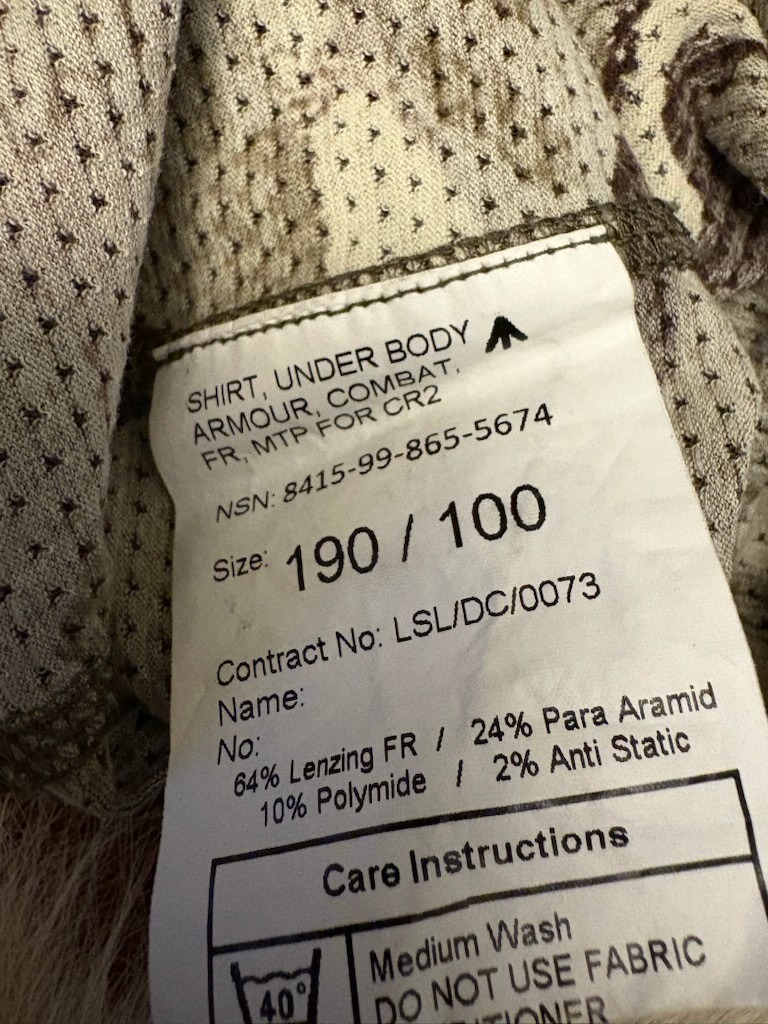 SHIRT, UNDER BODY
ARMOUR, COMBAT,
FR, MTP FOR CR2
NSN: 8415-99-865-5674
Size: 190 / 100
Contract No: LSL/DC/0073
Name:
No:
64% Lenzing FR / 24% Para Aramid
10% Polymide / 2% Anti Static
Care Instructions
40°
Medium Wash
DO NOT USE FABRIC